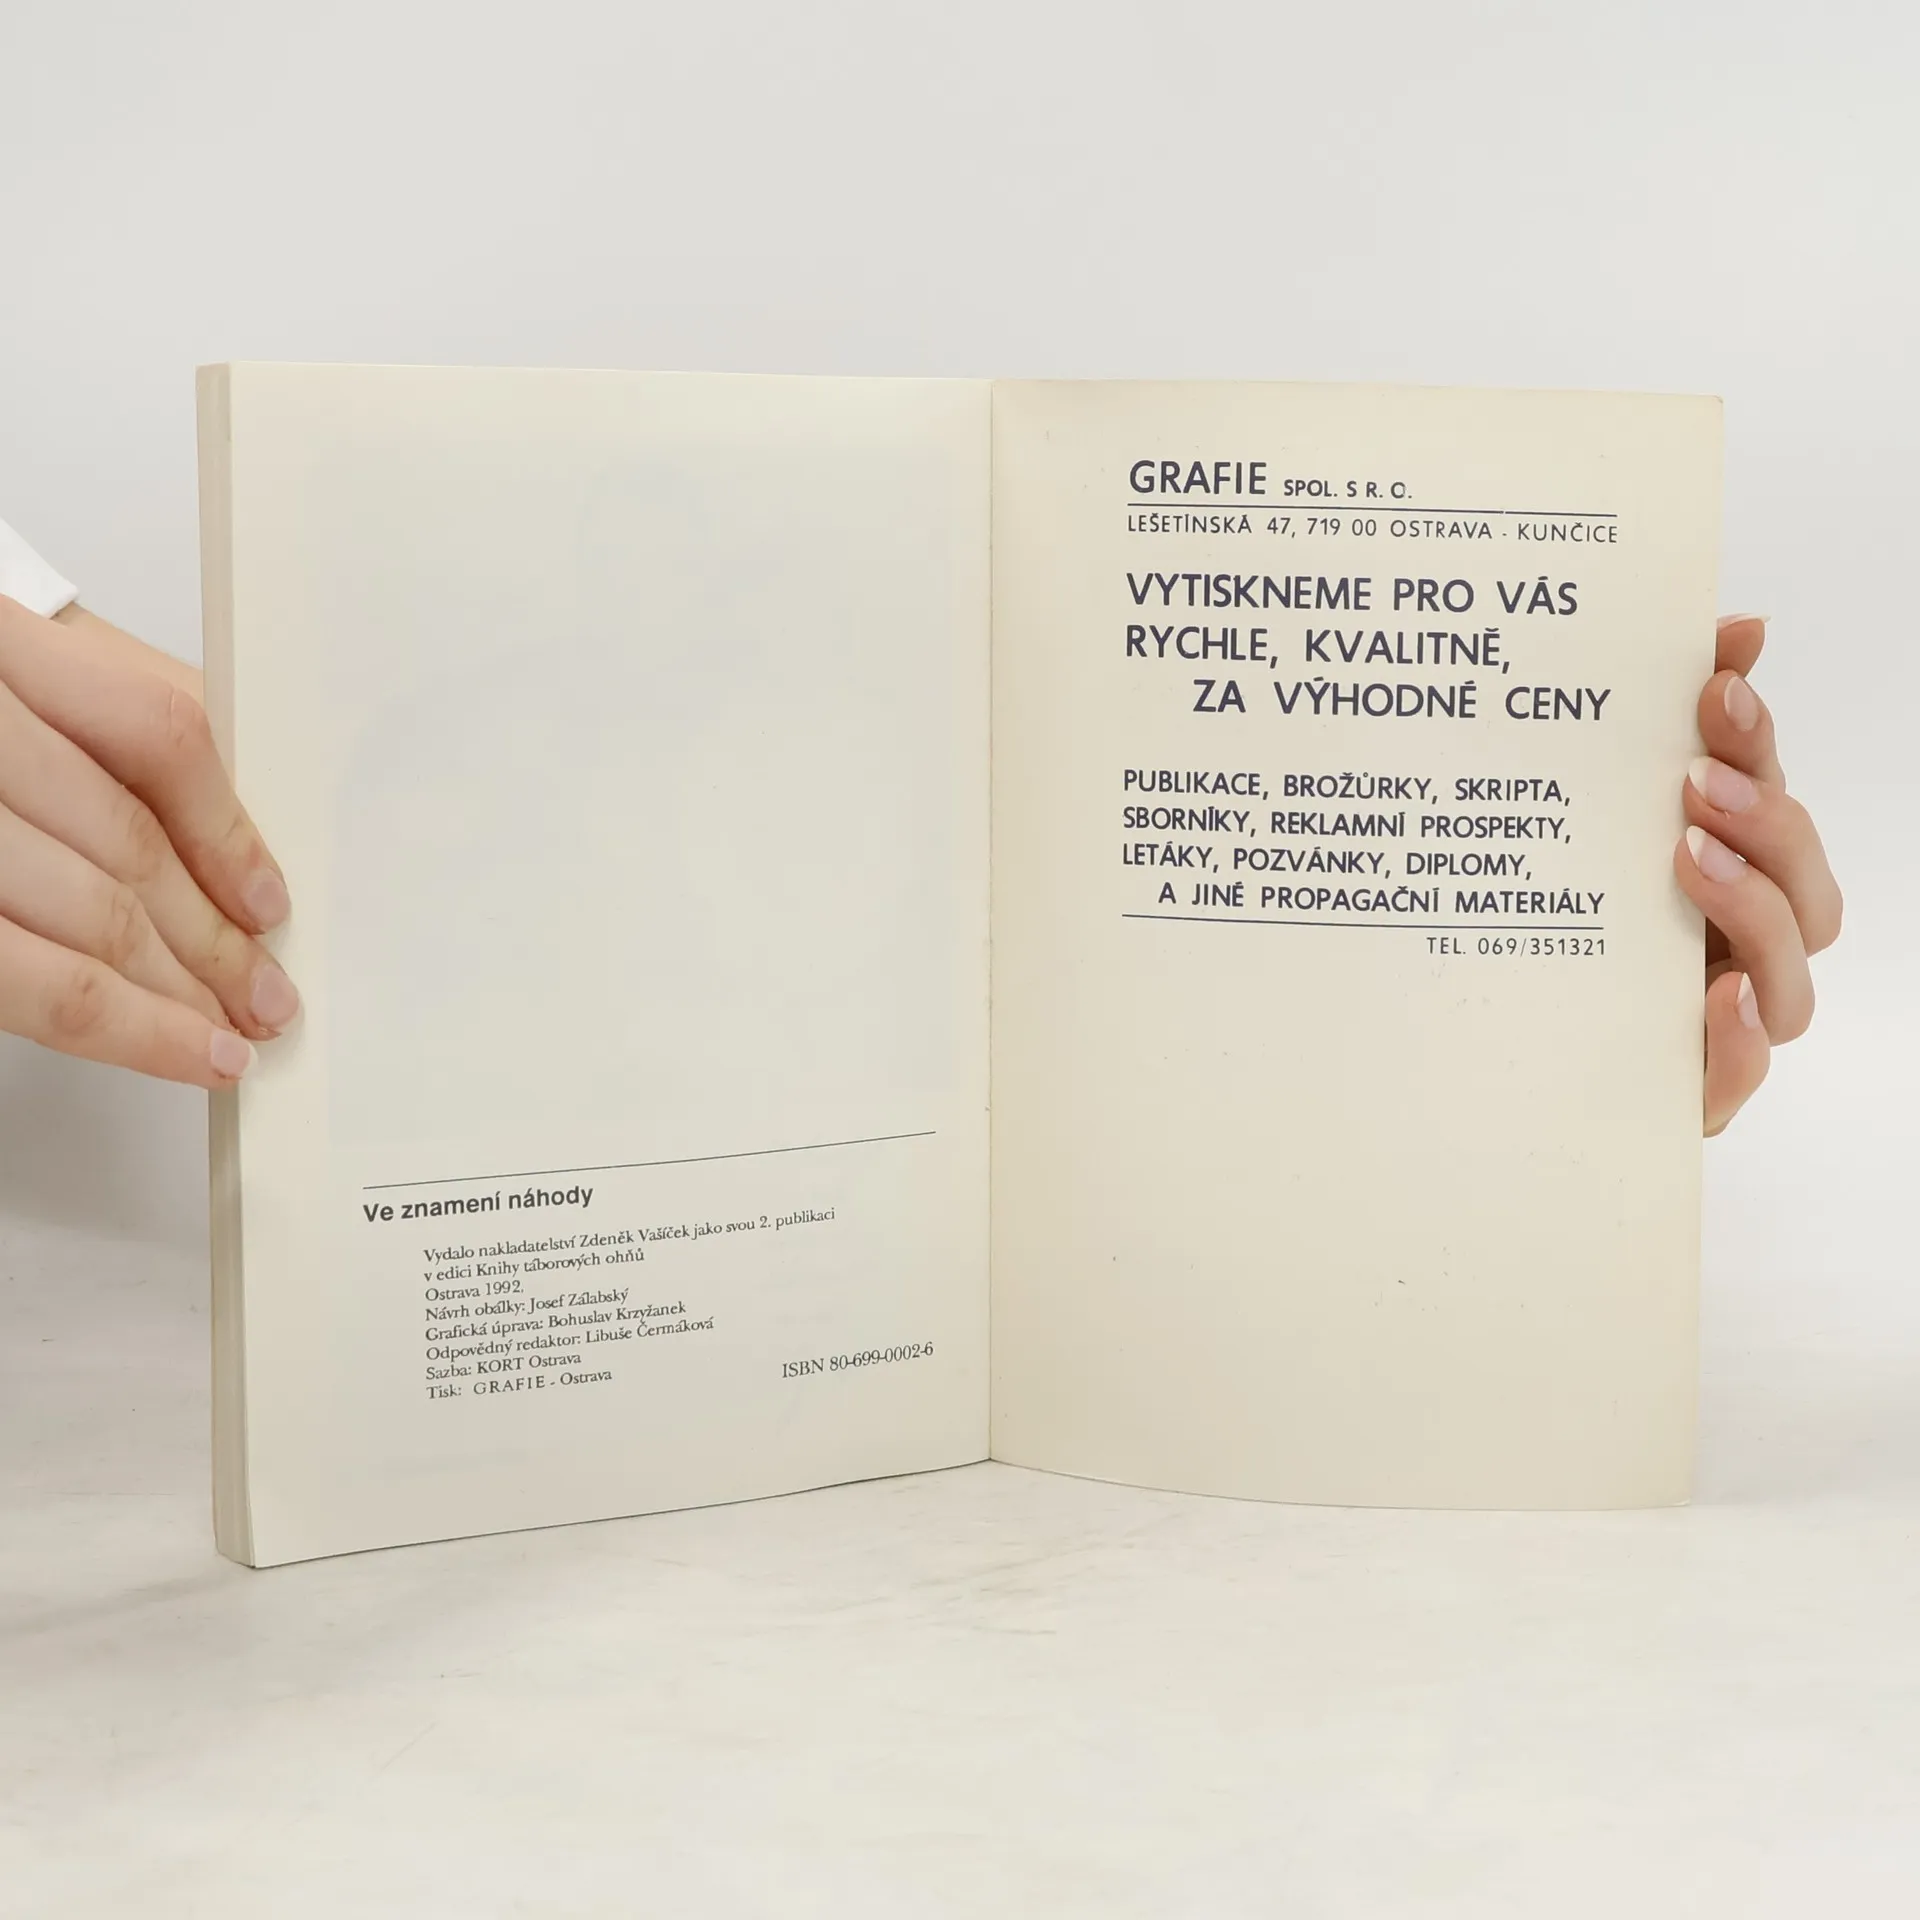 Ve znamení náhody
Vydalo nakladatelství Zdeněk Vašíček jako svou 2. publikaci
v edici Knihy táborových ohňů
Ostrava 1992,
Návrh obálky: Josef Zálabský
Grafická úprava: Bohuslav Krzyžanek
Odpovědný redaktor: Libuše Čermáková
Sazba: KORT Ostrava
Tisk: GRAFIE - Ostrava
ISBN 80-699-0002-6
GRAFIE SPOL. S R. O.
LEŠETÍNSKÁ 47, 719 00 OSTRAVA - KUNČICE
VYTISKNEME PRO VÁS
RYCHLE, KVALITNĚ,
ZA VÝHODNÉ CENY
PUBLIKACE, BROŽŮRKY, SKRIPTA,
SBORNÍKY, REKLAMNÍ PROSPEKTY,
LETÁKY, POZVÁNKY, DIPLOMY,
A JINÉ PROPAGAČNÍ MATERIÁLY
TEL. 069/351321